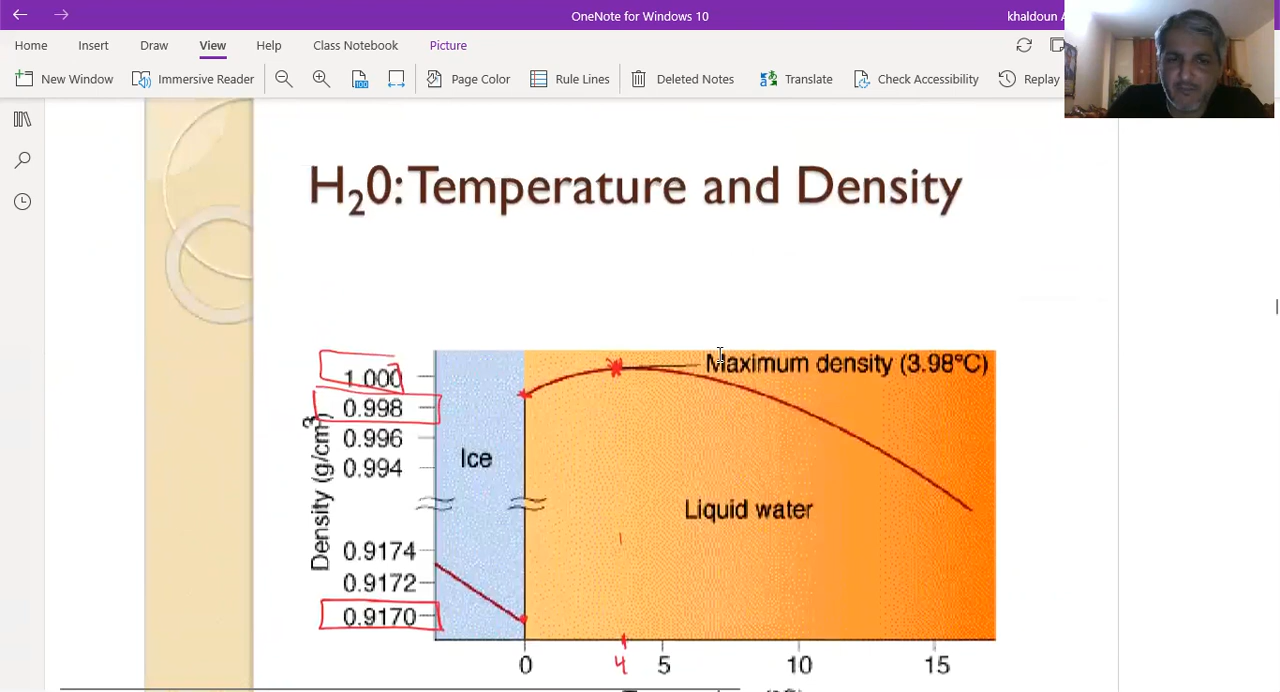 OneNote for Windows 10
khaldoun
Home Insert Draw View Help Class Notebook Picture
New Window Immersive Reader 100 Page Color Rule Lines Deleted Notes Translate Check Accessibility Replay
H20: Temperature and Density
Maximum density (3.98°C)
1.000
0.998
0.996
0.994
Ice
Liquid water
Density (g/cm3)
0.9174
0.9172
0.9170
0 4 5 10 15